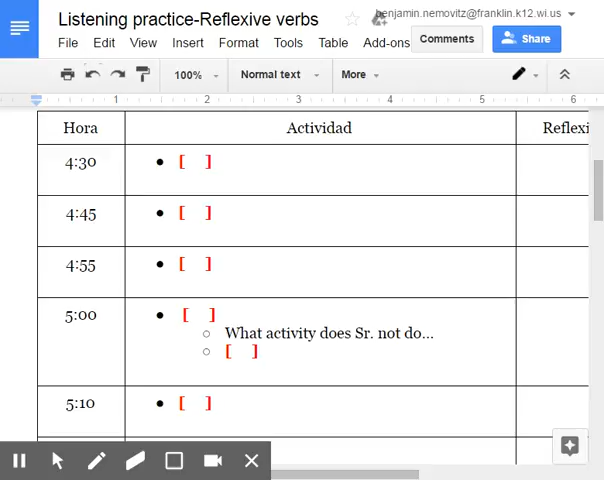 Listening practice-Reflexive verbs
benjamin.nemovitz@franklin.k12.wi.us
File Edit View Insert Format Tools Table Add-ons
Comments
Share
100% Normal text More
1 2 3 4 5 6
Hora Actividad Reflexi
4:30 [ ]
4:45 [ ]
4:55 [ ]
5:00 [ ]
What activity does Sr. not do...
[ ]
5:10 [ ]